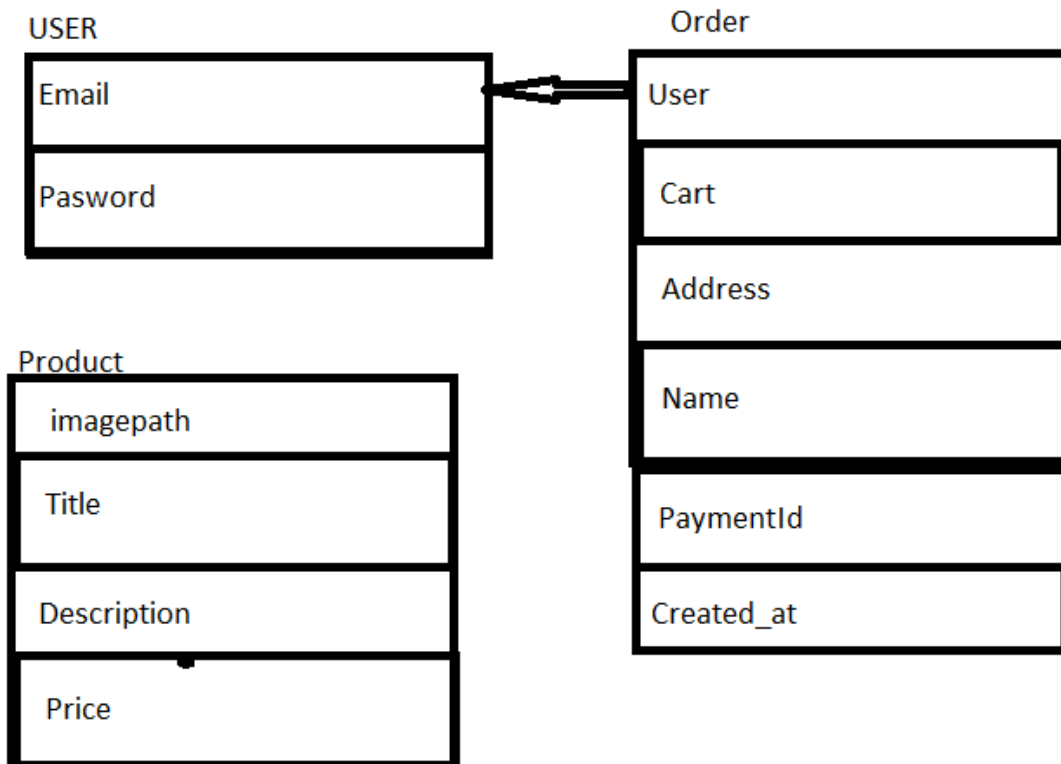 USER
Email
Pasword
Order
User
Cart
Address
Name
PaymentId
Created_at
Product
imagepath
Title
Description
Price